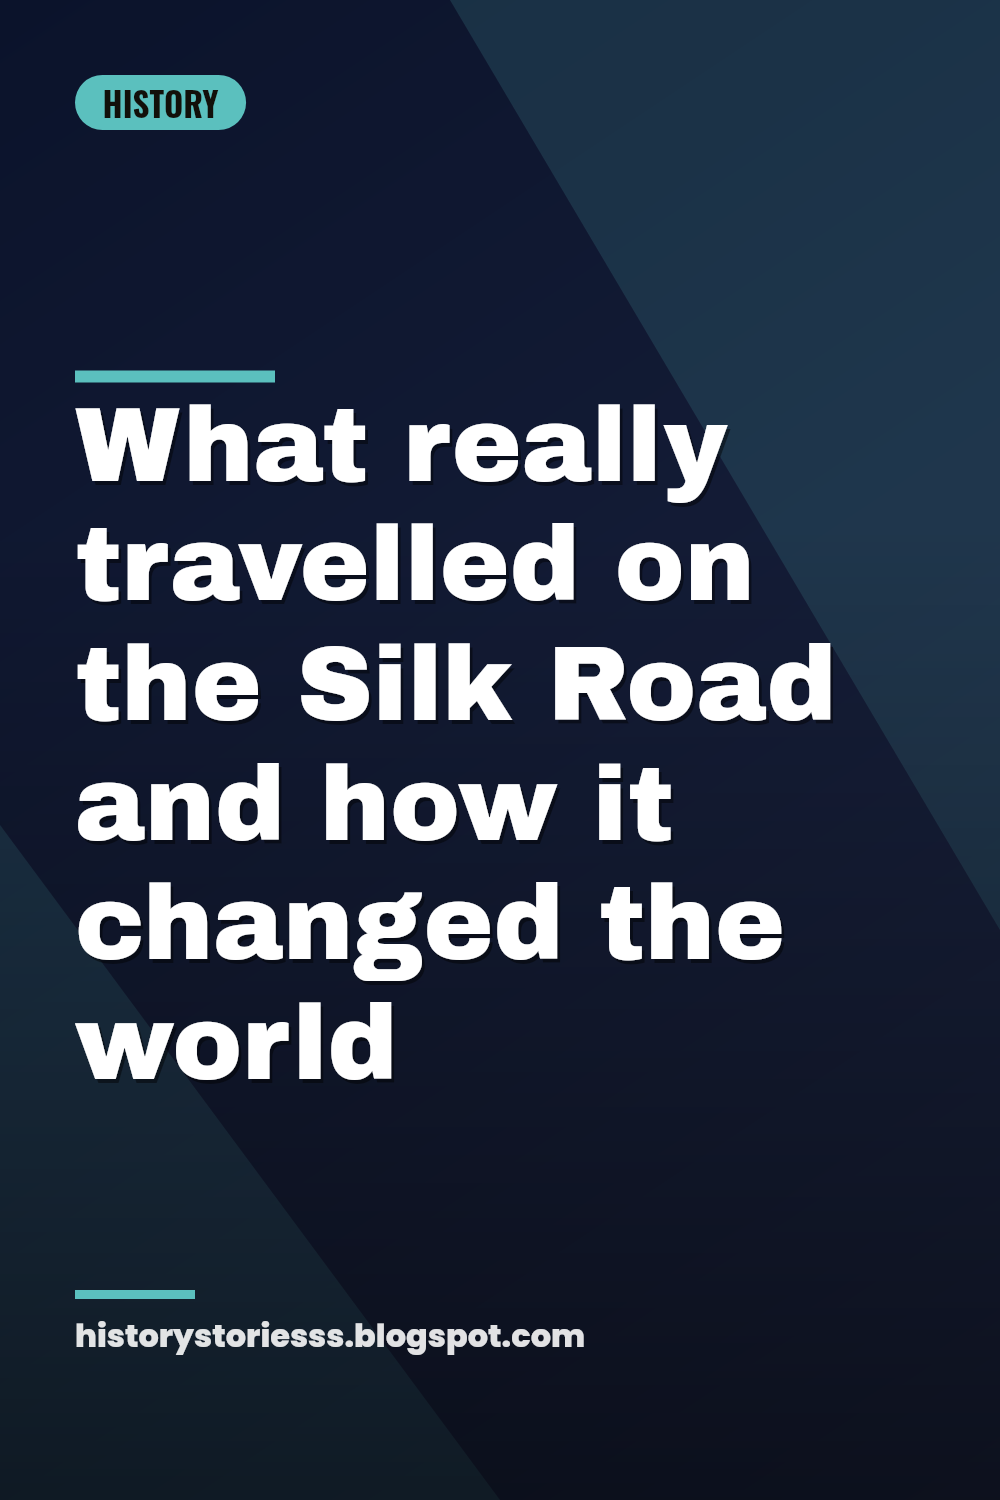 HISTORY
What really
travelled on
the Silk Road
and how it
changed the
world
historystoriesss.blogspot.com